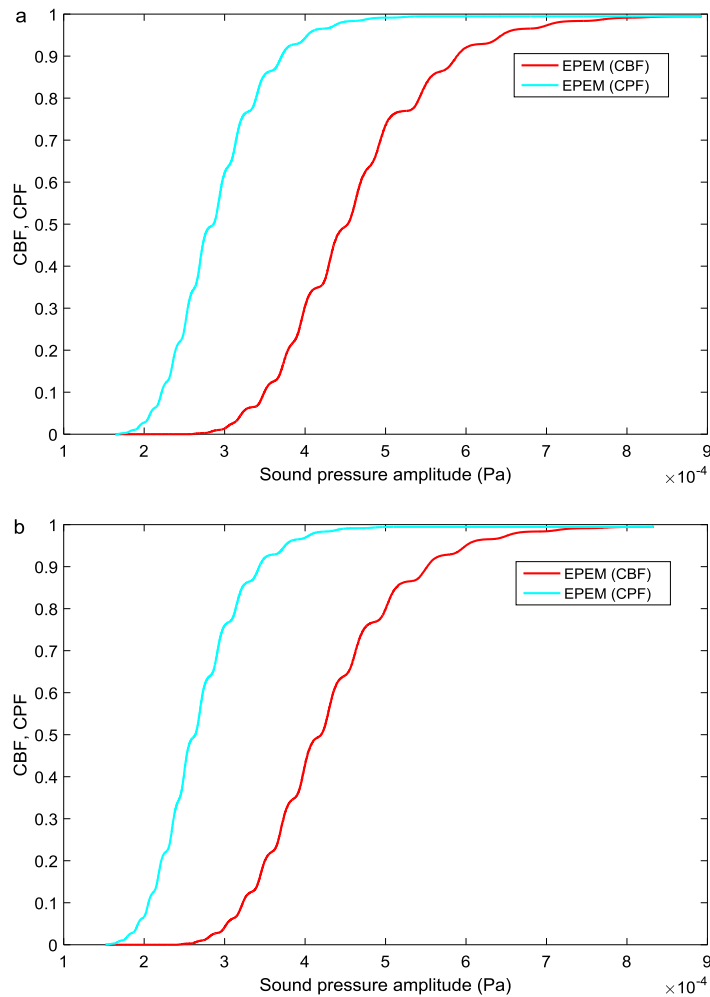 a
1
0.9
0.8
0.7
0.6
0.5
0.4
0.3
0.2
0.1
0
CBF, CPF
EPEM (CBF)
EPEM (CPF)
1 2 3 4 5 6 7 8 9
Sound pressure amplitude (Pa)
×10⁻⁴
b
1
0.9
0.8
0.7
0.6
0.5
0.4
0.3
0.2
0.1
0
CBF, CPF
EPEM (CBF)
EPEM (CPF)
1 2 3 4 5 6 7 8 9
Sound pressure amplitude (Pa)
×10⁻⁴